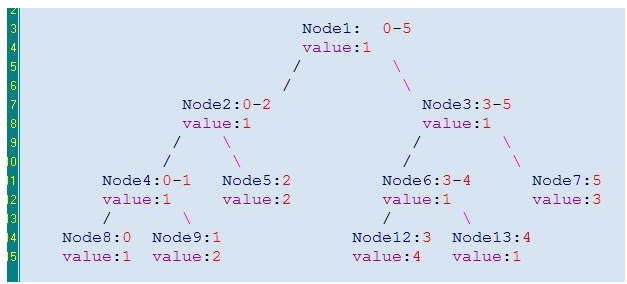 2
3 Node1: 0-5
4 value:1
5 / \
6 / \
7 Node2:0-2 Node3:3-5
8 value:1 value:1
9 / \ / \
10 / \ / \
11 Node4:0-1 Node5:2 Node6:3-4 Node7:5
12 value:1 value:2 value:1 value:3
13 / \ / \
14 Node8:0 Node9:1 Node12:3 Node13:4
15 value:1 value:2 value:4 value:1